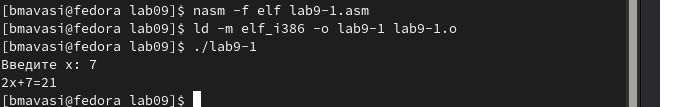 [bmavasi@fedora lab09]$ nasm -f elf lab9-1.asm
[bmavasi@fedora lab09]$ ld -m elf_i386 -o lab9-1 lab9-1.o
[bmavasi@fedora lab09]$ ./lab9-1
Введите x: 7
2x+7=21
[bmavasi@fedora lab09]$